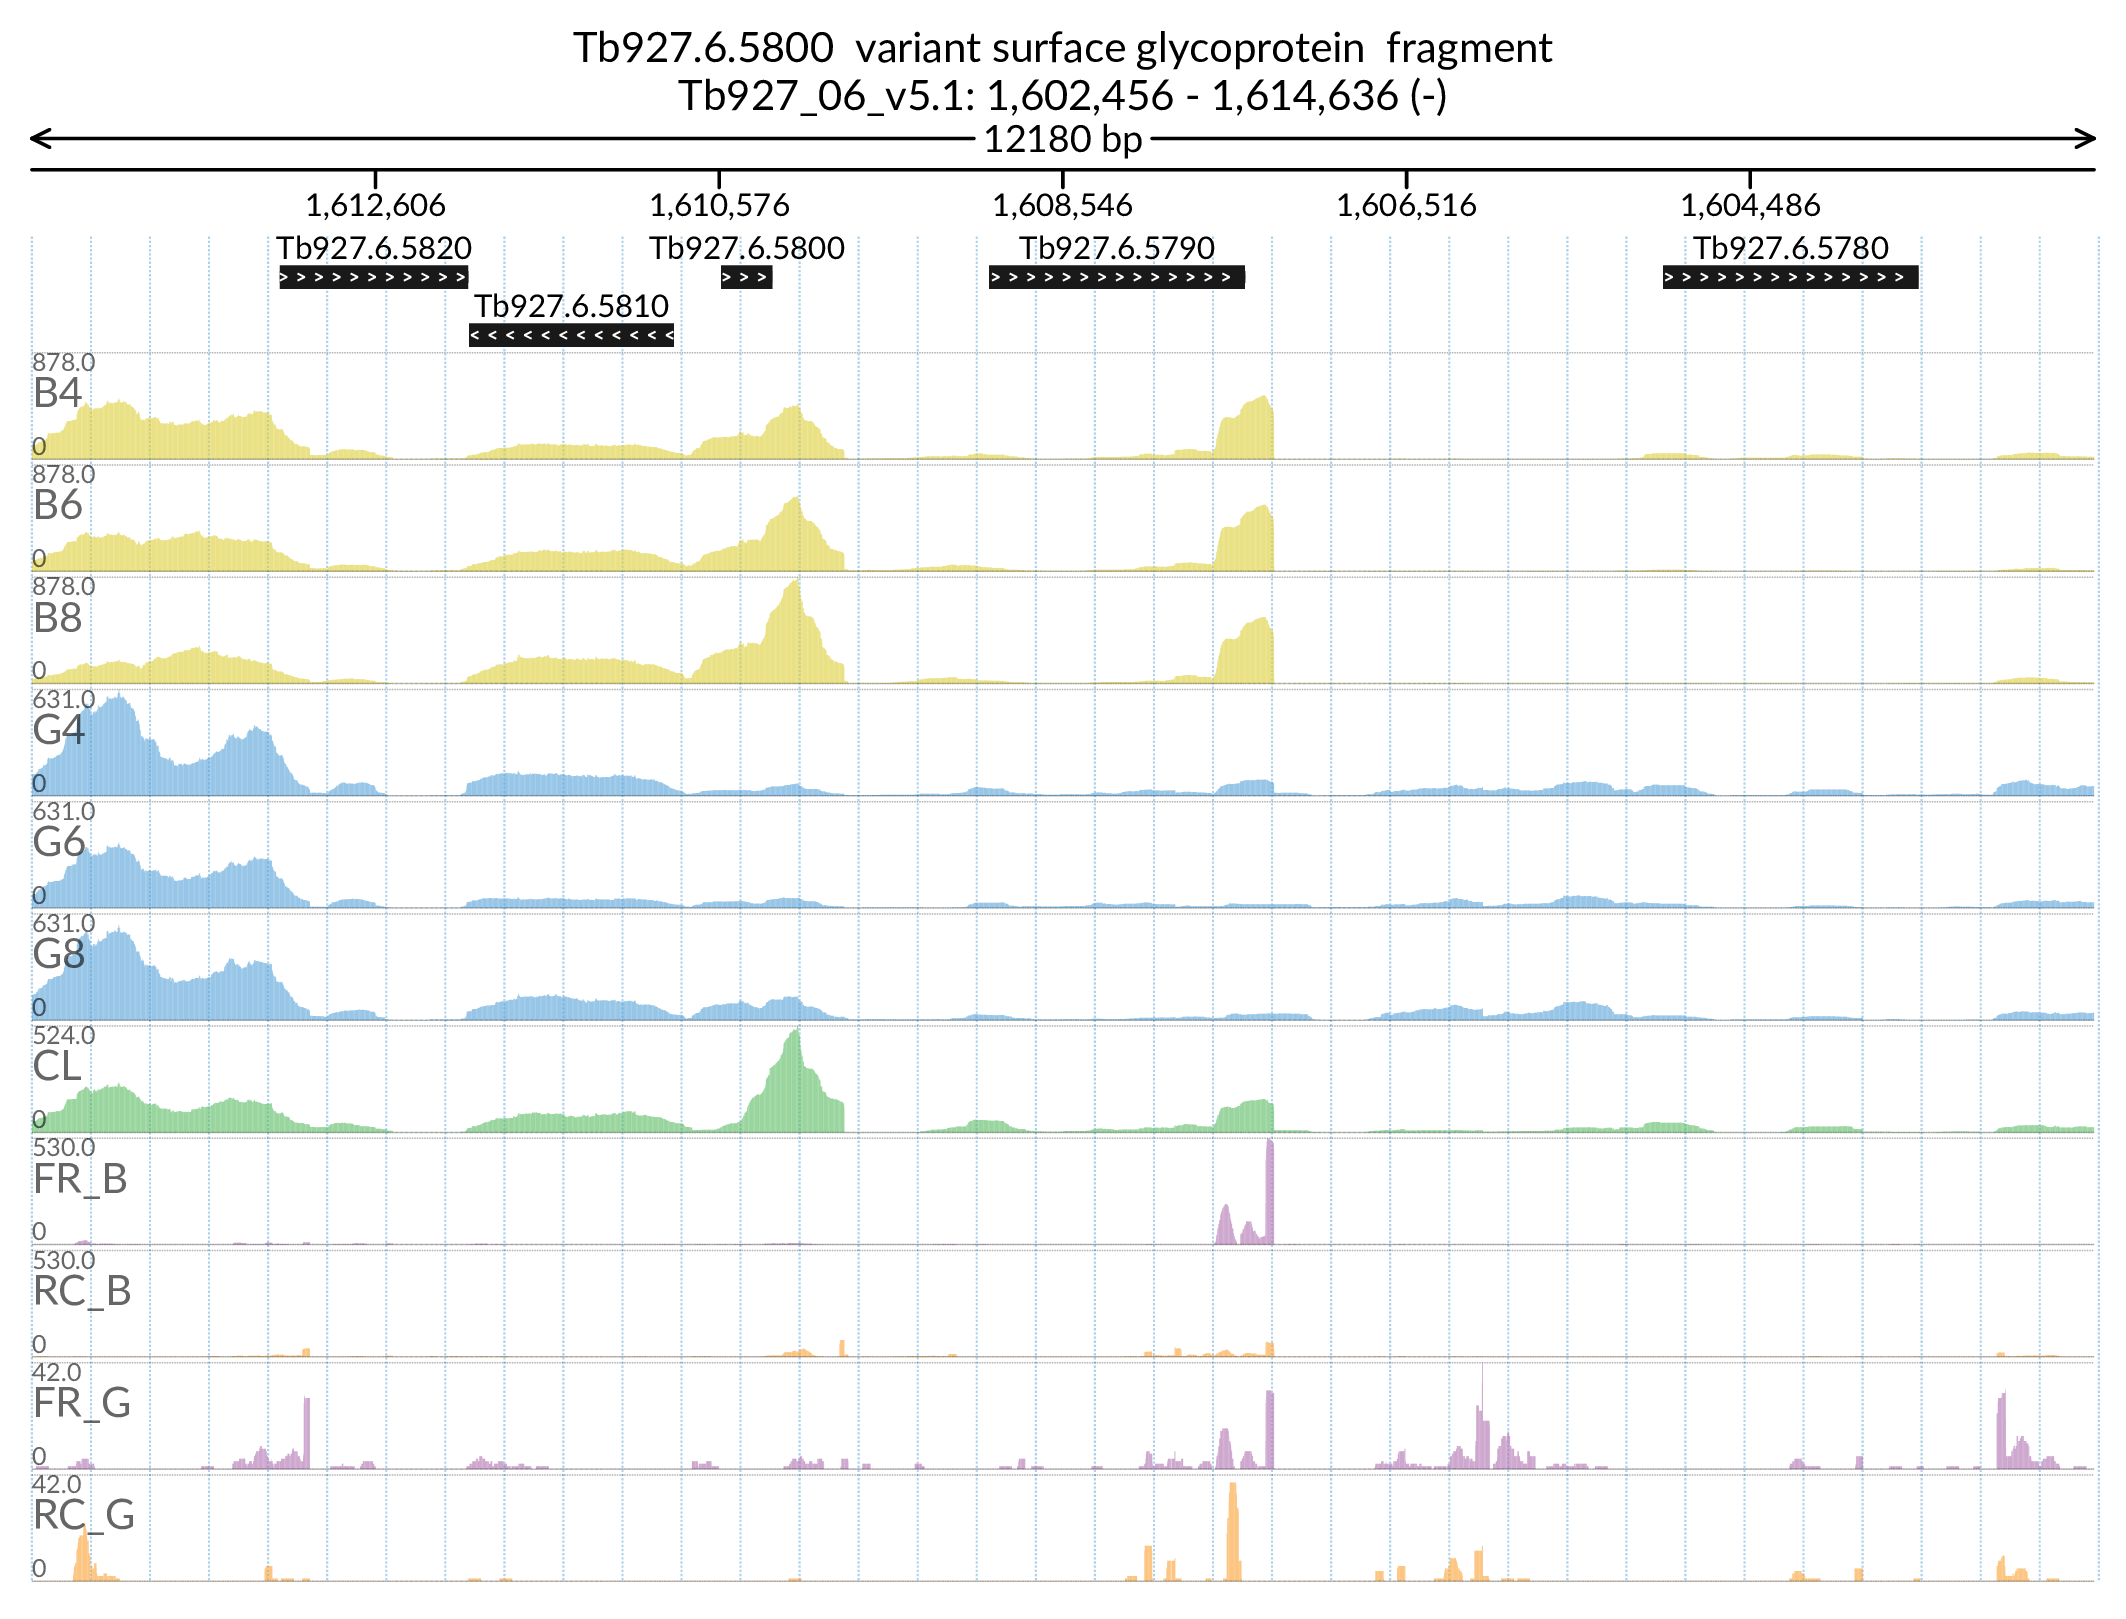 Tb927.6.5800  variant surface glycoprotein  fragment
Tb927_06_v5.1: 1,602,456 - 1,614,636 (-)
12180 bp
1,612,606 1,610,576 1,608,546 1,606,516 1,604,486
Tb927.6.5820 Tb927.6.5800 Tb927.6.5790 Tb927.6.5780
Tb927.6.5810
878.0
B4
0
878.0
B6
0
878.0
B8
0
631.0
G4
0
631.0
G6
0
631.0
G8
0
524.0
CL
0
530.0
FR_B
0
530.0
RC_B
0
42.0
FR_G
0
42.0
RC_G
0